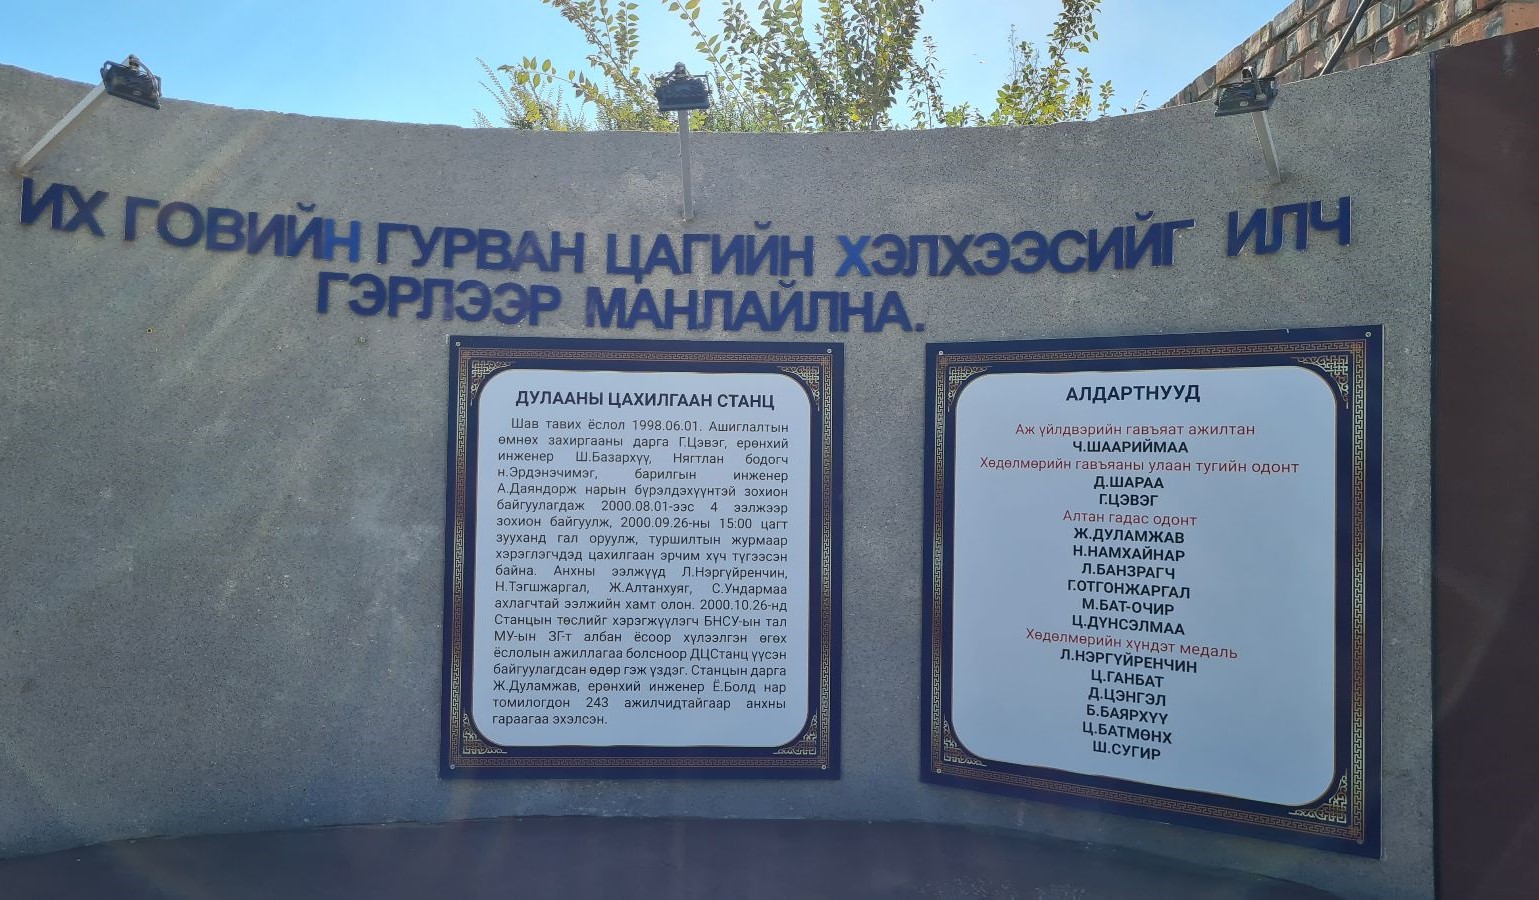 ИХ ГОВИЙН ГУРВАН ЦАГИЙН ХЭЛХЭЭСИЙГ ИЛЧ
ГЭРЛЭЭР МАНЛАЙЛНА.
ДУЛААНЫ ЦАХИЛГААН СТАНЦ
Шав тавих ёслол 1998.06.01. Ашиглалтын
өмнөх захиргааны дарга Г.Цэвэг, ерөнхий
инженер Ш.Базархүү, Нягтлан бодогч
н.Эрдэнэчимэг, барилгын инженер
А.Даяндорж нарын бүрэлдэхүүнтэй зохион
байгуулагдаж 2000.08.01-ээс 4 ээлжээр
зохион байгуулж, 2000.09.26-ны 15:00 цагт
зууханд гал оруулж, туршилтын журмаар
хэрэглэгчдэд цахилгаан эрчим хүч түгээсэн
байна. Анхны ээлжүүд Л.Нэргүйренчин,
Н.Тэгшжаргал, Ж.Алтанхуяг, С.Ундармаа
ахлагчтай ээлжийн хамт олон. 2000.10.26-нд
Станцын төслийг хэрэгжүүлэгч БНСУ-ын тал
МУ-ын ЗГ-т албан ёсоор хүлээлгэн өгөх
ёслолын ажиллагаа болсноор ДЦСтанц үүсэн
байгуулагдсан өдөр гэж үздэг. Станцын дарга
Ж.Дуламжав, ерөнхий инженер Ё.Болд нар
томилогдон 243 ажилчидтайгаар анхны
гараагаа эхэлсэн.
АЛДАРТНУУД
Аж үйлдвэрийн гавъяат ажилтан
Ч.ШААРИЙМАА
Хөдөлмөрийн гавъяаны улаан тугийн одонт
Д.ШАРАА
Г.ЦЭВЭГ
Алтан гадас одонт
Ж.ДУЛАМЖАВ
Н.НАМХАЙНАР
Л.БАНЗРАГЧ
Г.ОТГОНЖАРГАЛ
М.БАТ-ОЧИР
Ц.ДҮНСЭЛМАА
Хөдөлмөрийн хүндэт медаль
Л.НЭРГҮЙРЕНЧИН
Ц.ГАНБАТ
Д.ЦЭНГЭЛ
Б.БАЯРХҮҮ
Ц.БАТМӨНХ
Ш.СУГИР